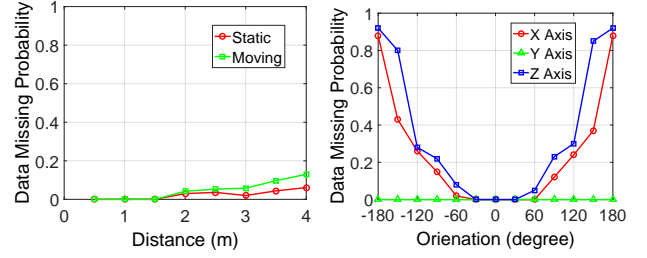 Data Missing Probability
1
0.8
0.6
0.4
0.2
0
0 1 2 3 4
Distance (m)
Static
Moving
Data Missing Probability
1
0.8
0.6
0.4
0.2
0
-180 -120 -60 0 60 120 180
Orienation (degree)
X Axis
Y Axis
Z Axis